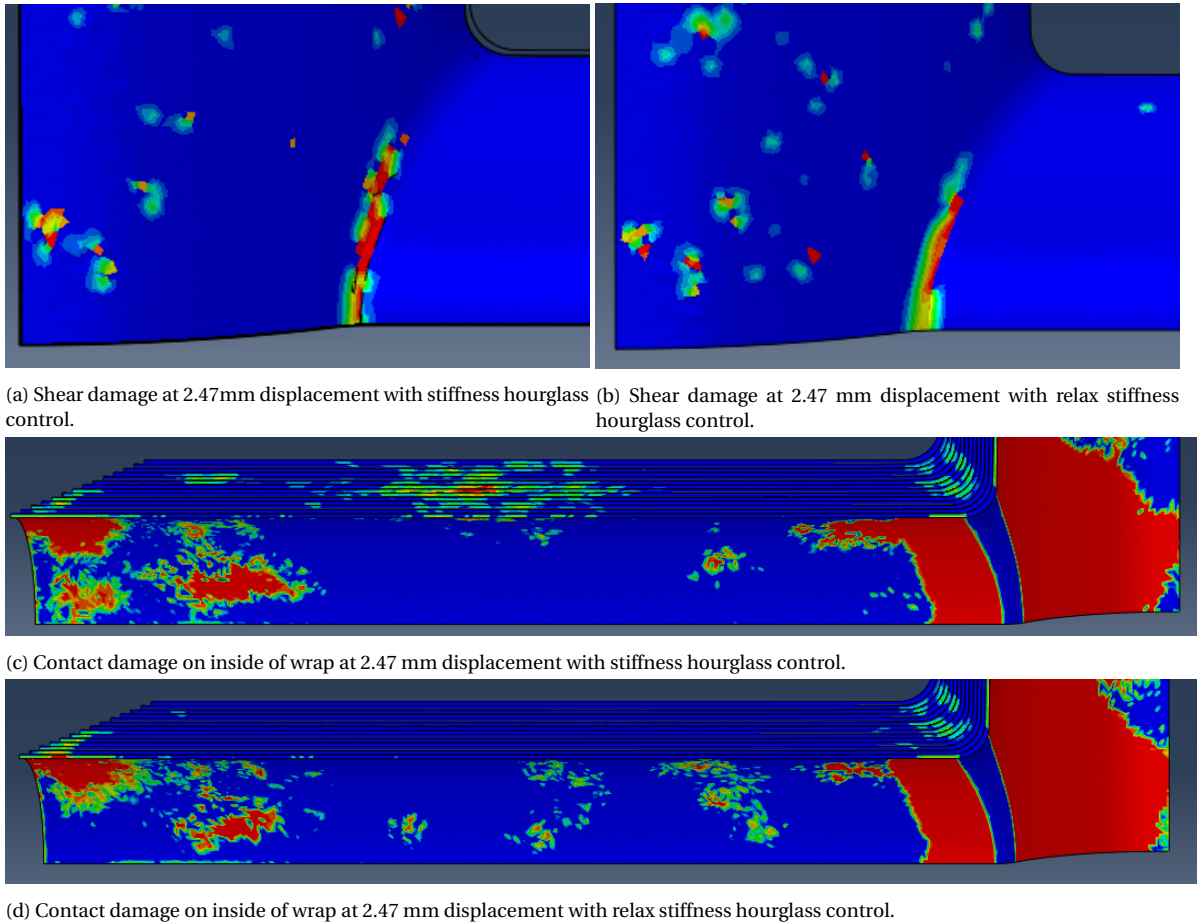 (a) Shear damage at 2.47mm displacement with stiffness hourglass
control.
(b) Shear damage at 2.47 mm displacement with relax stiffness
hourglass control.
(c) Contact damage on inside of wrap at 2.47 mm displacement with stiffness hourglass control.
(d) Contact damage on inside of wrap at 2.47 mm displacement with relax stiffness hourglass control.